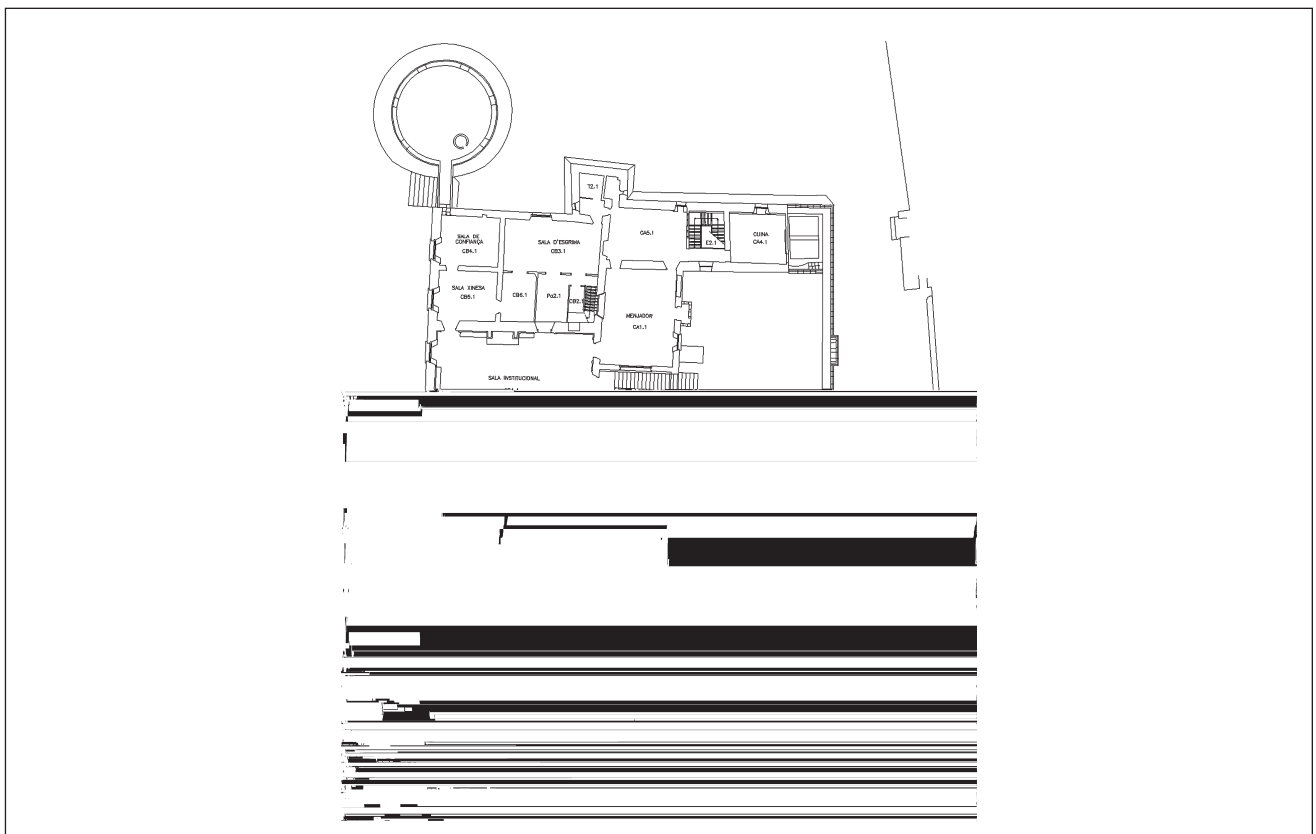 T2.1
SALA DE
CONFIANÇA
CB4.1
SALA D'ESGRIMA
CB3.1
CA5.1
E2.1
CUINA
CA4.1
SALA XINESA
CB5.1
CB6.1
Pa2.1
CB2.1
MENJADOR
CA1.1
SALA INSTITUCIONAL